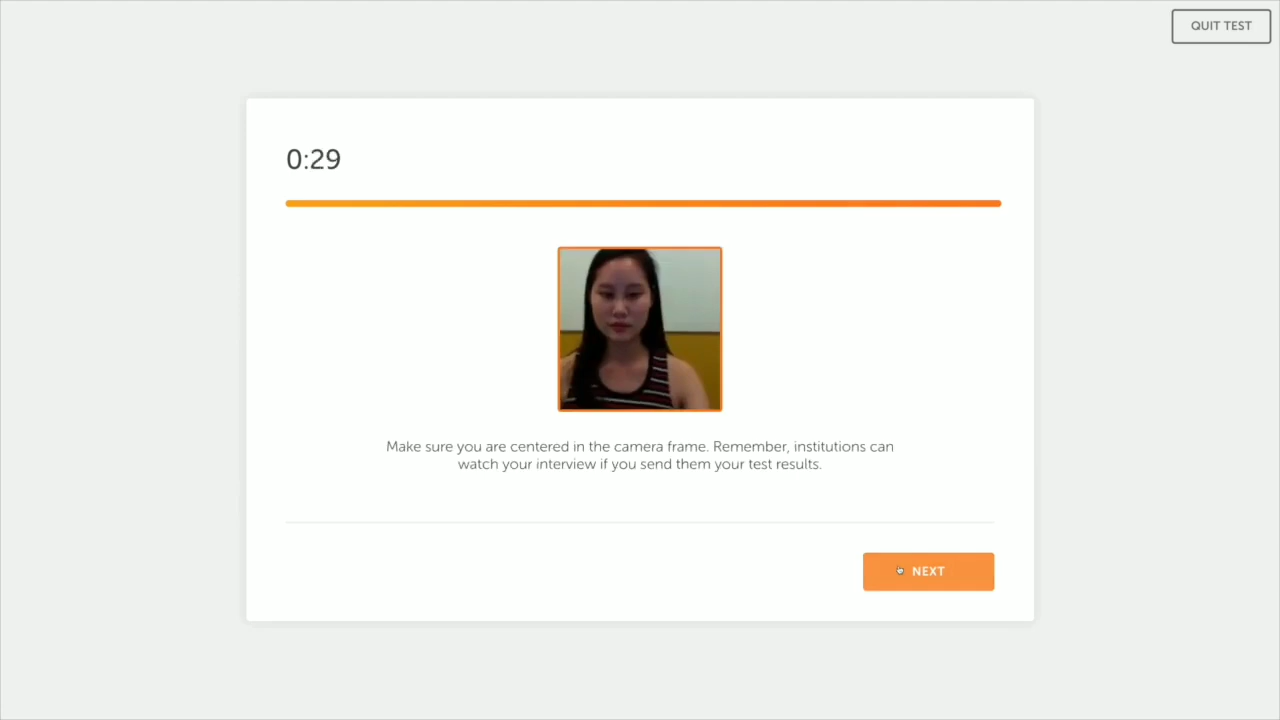 QUIT TEST
0:29
Make sure you are centered in the camera frame. Remember, institutions can
watch your interview if you send them your test results.
NEXT